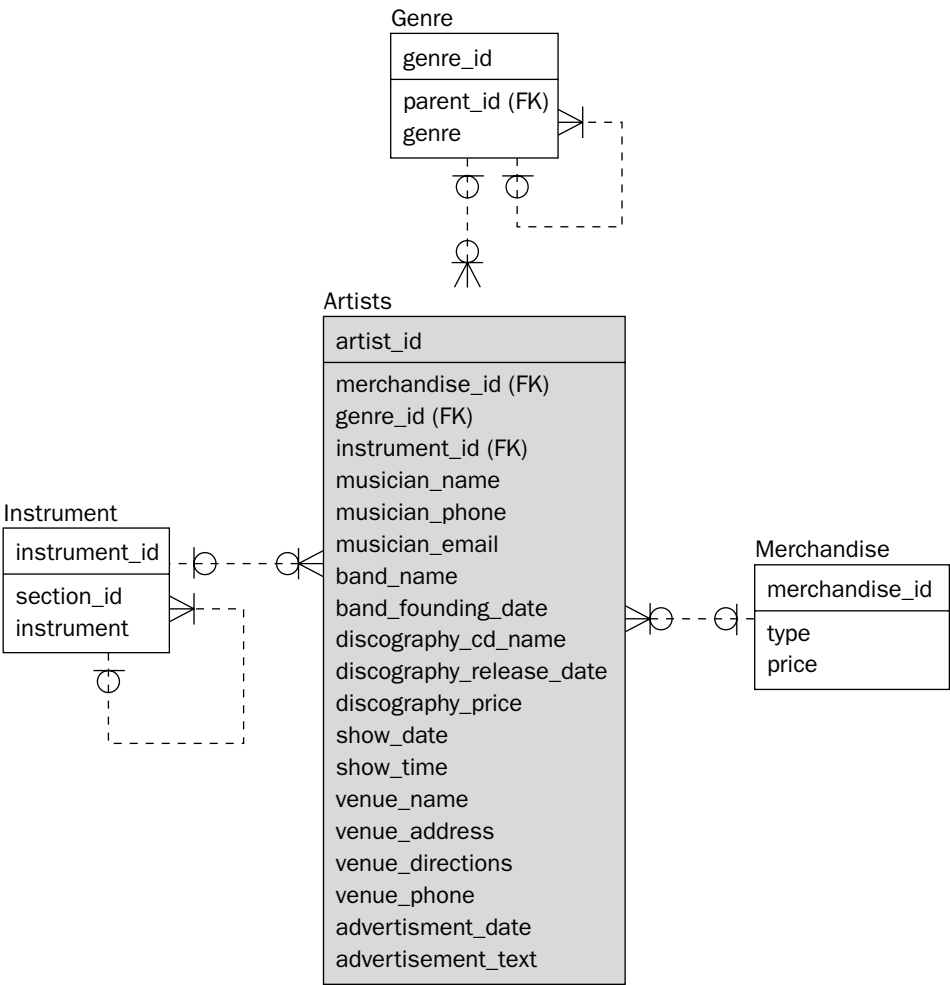 Genre
genre_id
parent_id (FK)
genre
Artists
artist_id
merchandise_id (FK)
genre_id (FK)
instrument_id (FK)
musician_name
musician_phone
musician_email
band_name
band_founding_date
discography_cd_name
discography_release_date
discography_price
show_date
show_time
venue_name
venue_address
venue_directions
venue_phone
advertisment_date
advertisement_text
Instrument
instrument_id
section_id
instrument
Merchandise
merchandise_id
type
price